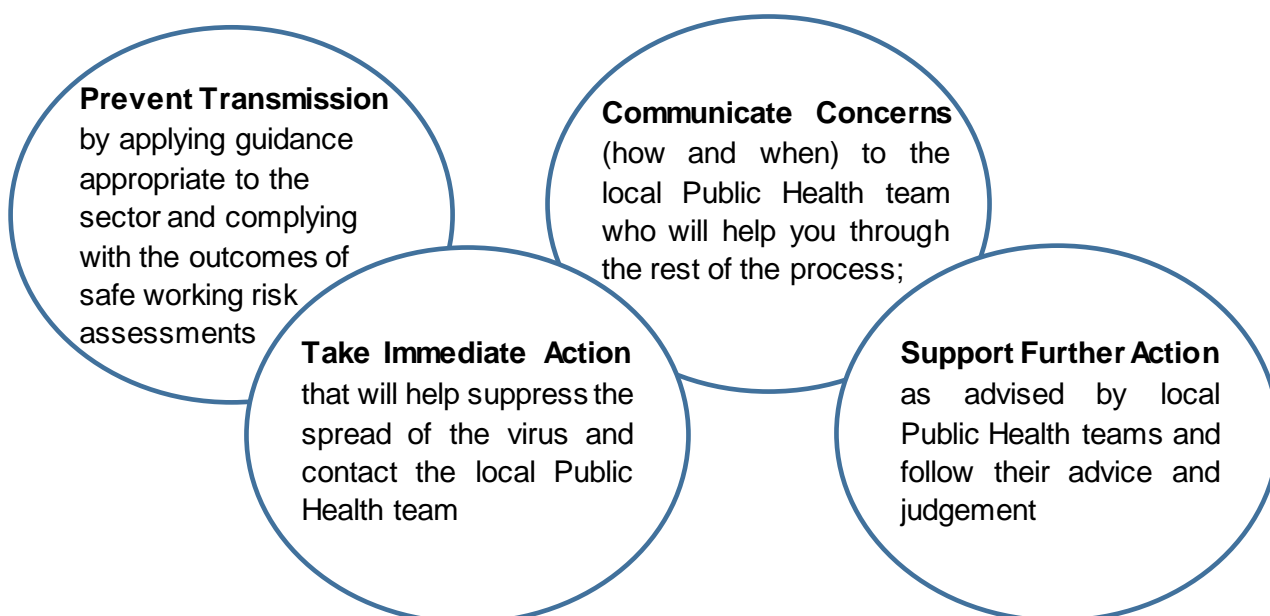 Prevent Transmission
by applying guidance
appropriate to the
sector and complying
with the outcomes of
safe working risk
assessments
Take Immediate Action
that will help suppress the
spread of the virus and
contact the local Public
Health team
Communicate Concerns
(how and when) to the
local Public Health team
who will help you through
the rest of the process;
Support Further Action
as advised by local
Public Health teams and
follow their advice and
judgement